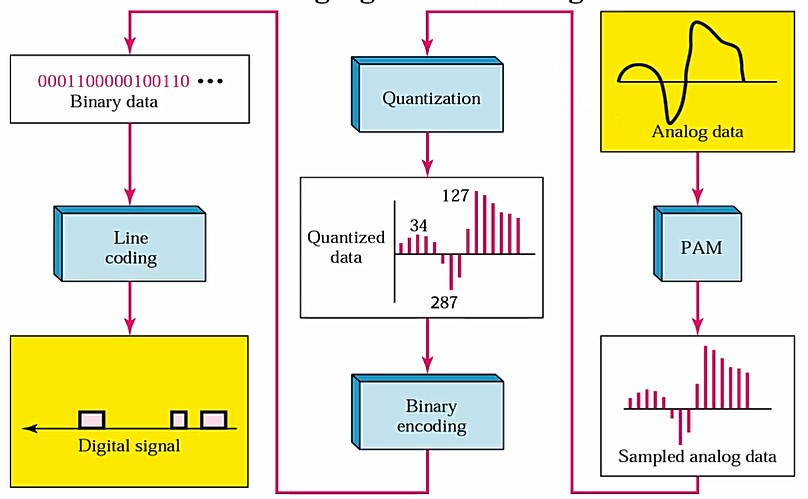 0001100000100110 •••
Binary data
Line
coding
Digital signal
Quantization
127
34
Quantized
data
287
Binary
encoding
Analog data
PAM
Sampled analog data